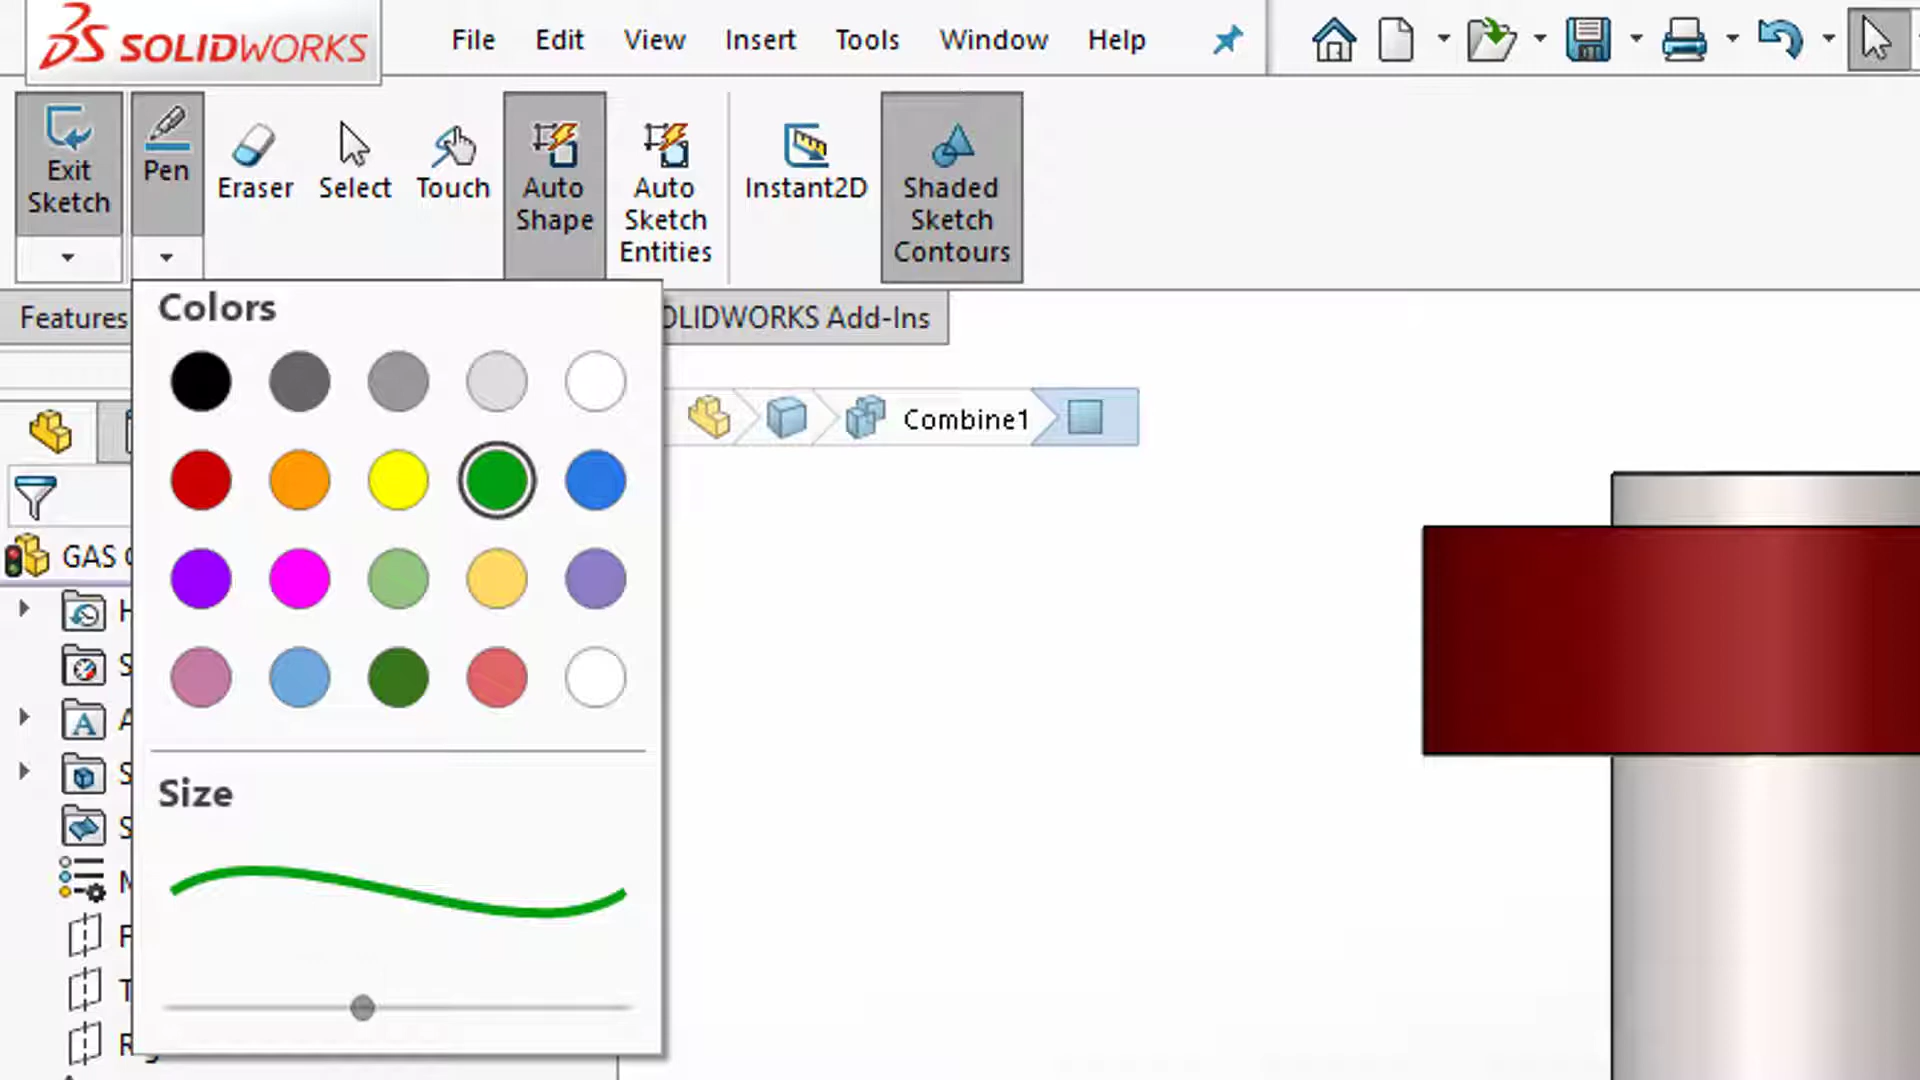 SOLIDWORKS File Edit View Insert Tools Window Help
Exit Sketch
Pen
Eraser
Select
Touch
Auto Shape
Auto Sketch Entities
Instant2D
Shaded Sketch Contours
Features
OLIDWORKS Add-Ins
Colors
Combine1
GAS
Size